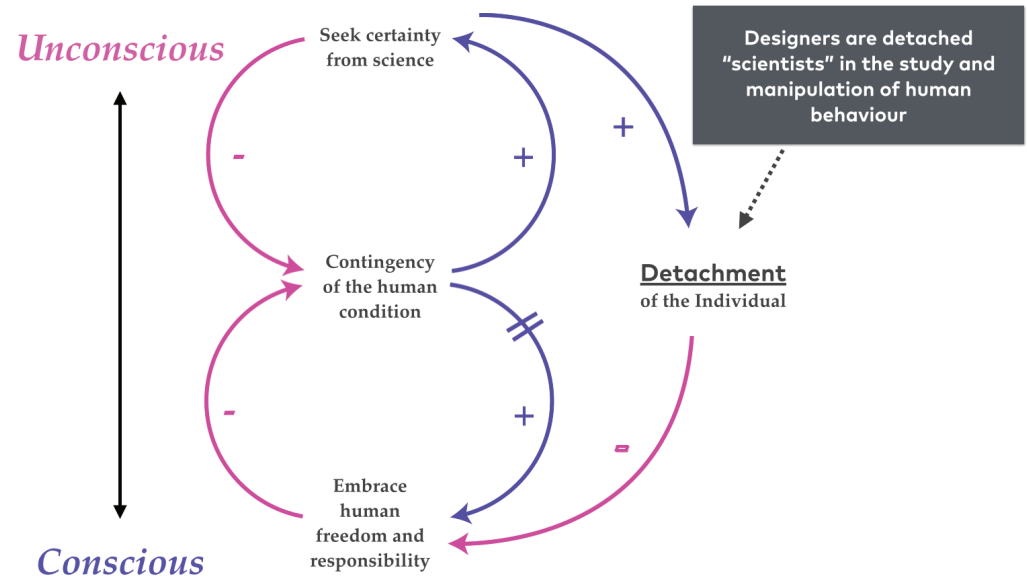 Unconscious
Seek certainty
from science
Designers are detached
“scientists” in the study and
manipulation of human
behaviour
-
+
+
Contingency
of the human
condition
Detachment
of the Individual
-
+
-
Embrace
human
freedom and
responsibility
Conscious